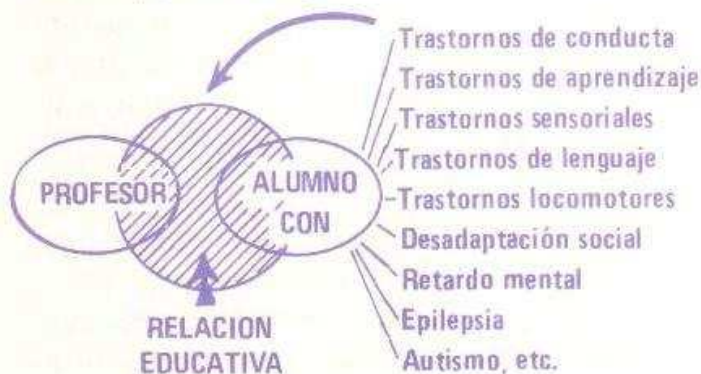 Trastornos de conducta
Trastornos de aprendizaje
Trastornos sensoriales
Trastornos de lenguaje
Trastornos locomotores
Desadaptación social
Retardo mental
Epilepsia
Autismo, etc.
PROFESOR
ALUMNO
CON
RELACION
EDUCATIVA